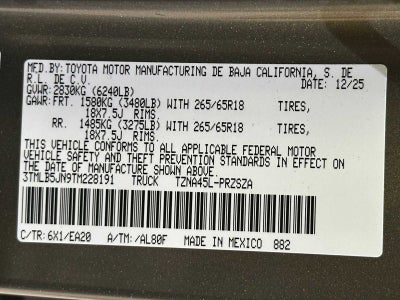 MFD.BY: TOYOTA MOTOR MANUFACTURING DE BAJA CALIFORNIA, S. DE
R.L. DE C.V. DATE: 12/25
GVWR: 2830KG (6240LB)
GAWR: FRT. 1580KG (3480LB) WITH 265/65R18 TIRES,
18X7.5J RIMS
RR. 1485KG (3275LB) WITH 265/65R18 TIRES,
18X7.5J RIMS
THIS VEHICLE CONFORMS TO ALL APPLICABLE FEDERAL MOTOR
VEHICLE SAFETY AND THEFT PREVENTION STANDARDS IN EFFECT ON
THE DATE OF MANUFACTURE SHOWN ABOVE.
3TMLB5JN9TM228191 TRUCK TZNA45L-PRZSZA
C/TR: 6X1/EA20 A/TM: /AL80F MADE IN MEXICO 882